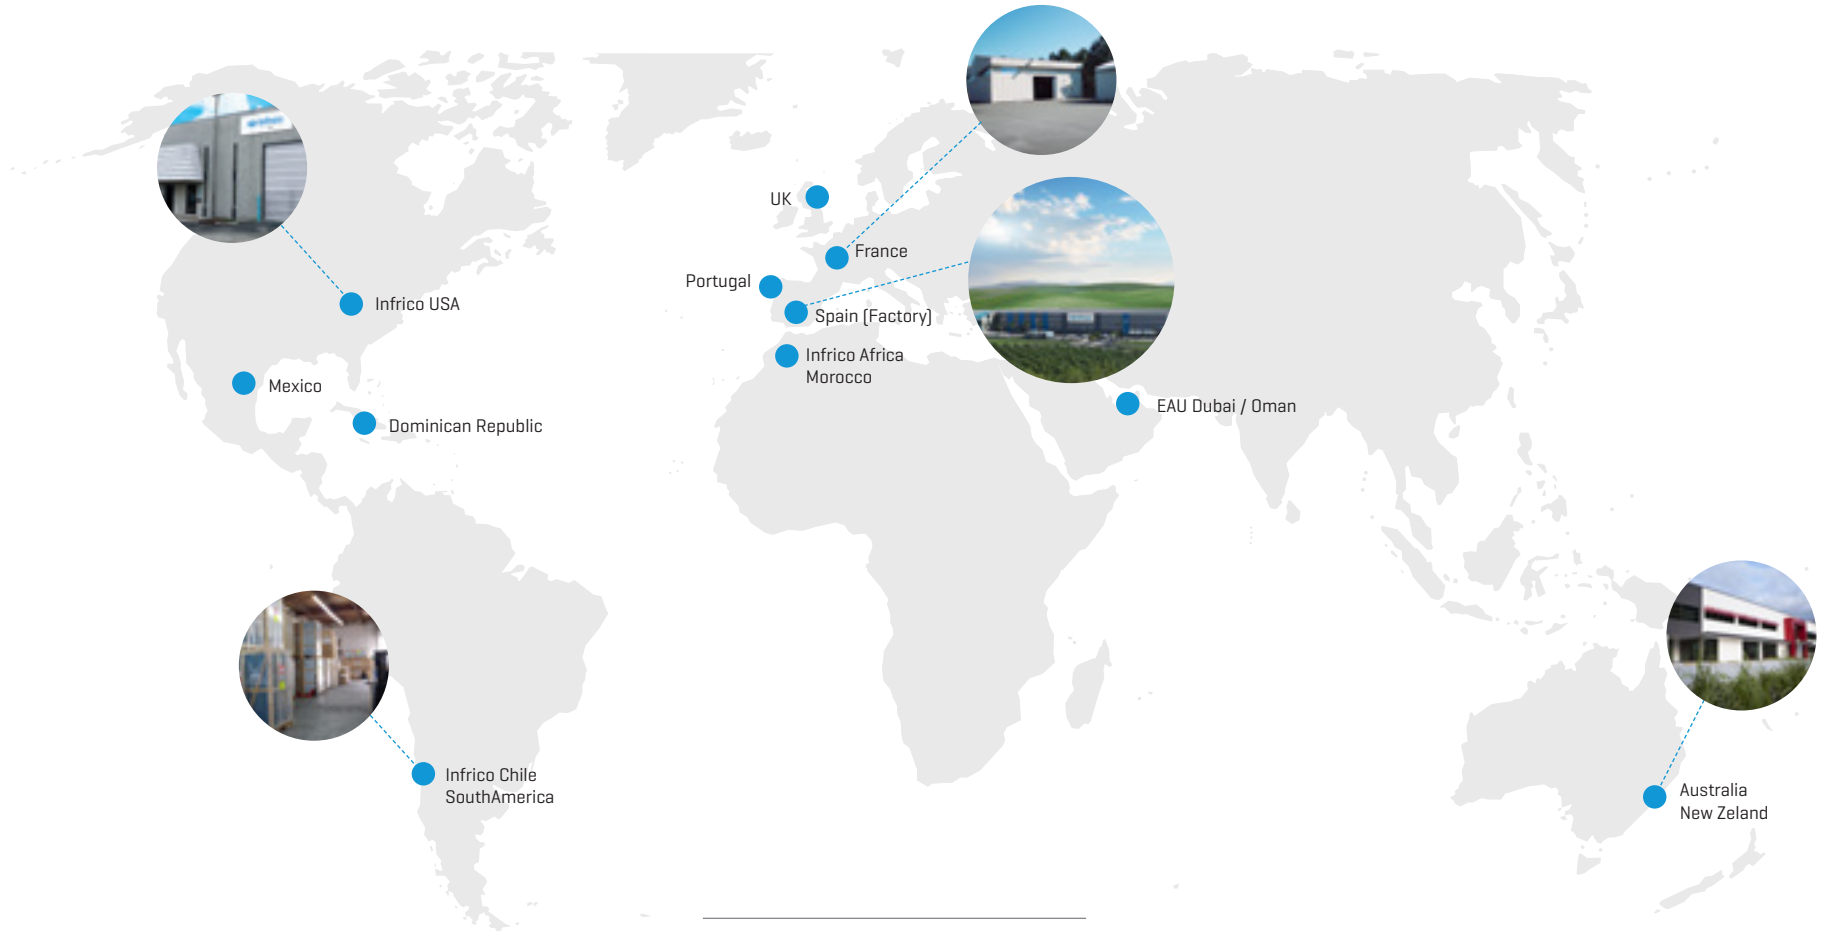 UK
France
Portugal
Infrico USA
Spain (Factory)
Infrico Africa
Morocco
Mexico
EAU Dubai / Oman
Dominican Republic
Infrico Chile
SouthAmerica
Australia
New Zeland